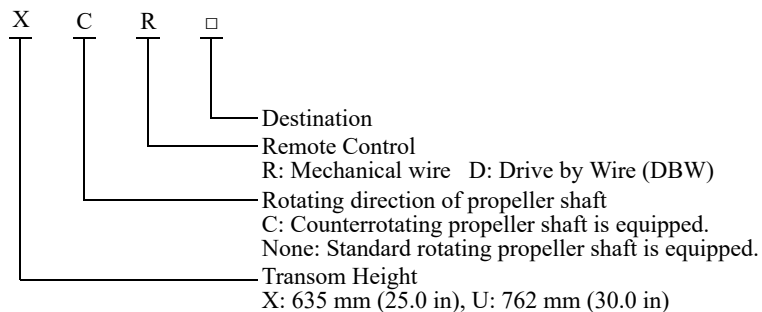 X C R □
Destination
Remote Control
R: Mechanical wire D: Drive by Wire (DBW)
Rotating direction of propeller shaft
C: Counterrotating propeller shaft is equipped.
None: Standard rotating propeller shaft is equipped.
Transom Height
X: 635 mm (25.0 in), U: 762 mm (30.0 in)